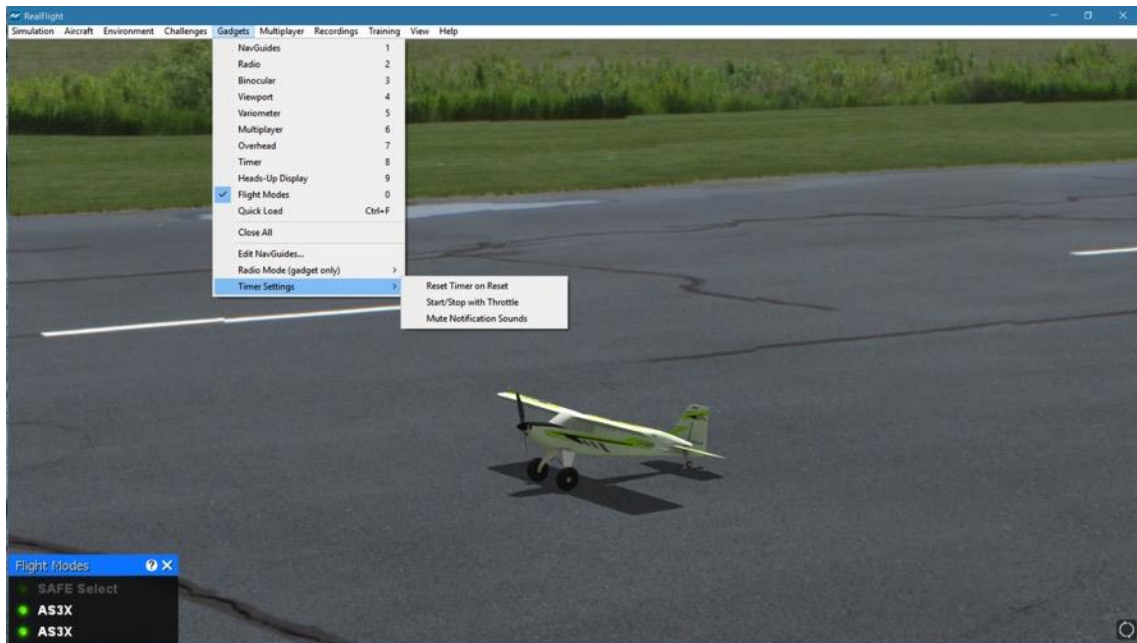 RealFlight
Simulation Aircraft Environment Challenges Gadgets Multiplayer Recordings Training View Help
NavGuides 1
Radio 2
Binocular 3
Viewport 4
Variometer 5
Multiplayer 6
Overhead 7
Timer 8
Heads-Up Display 9
Flight Modes 0
Quick Load Ctrl+F
Close All
Edit NavGuides...
Radio Mode (gadget only) >
Timer Settings >
Reset Timer on Reset
Start/Stop with Throttle
Mute Notification Sounds
Flight Modes
SAFE Select
AS3X
AS3X